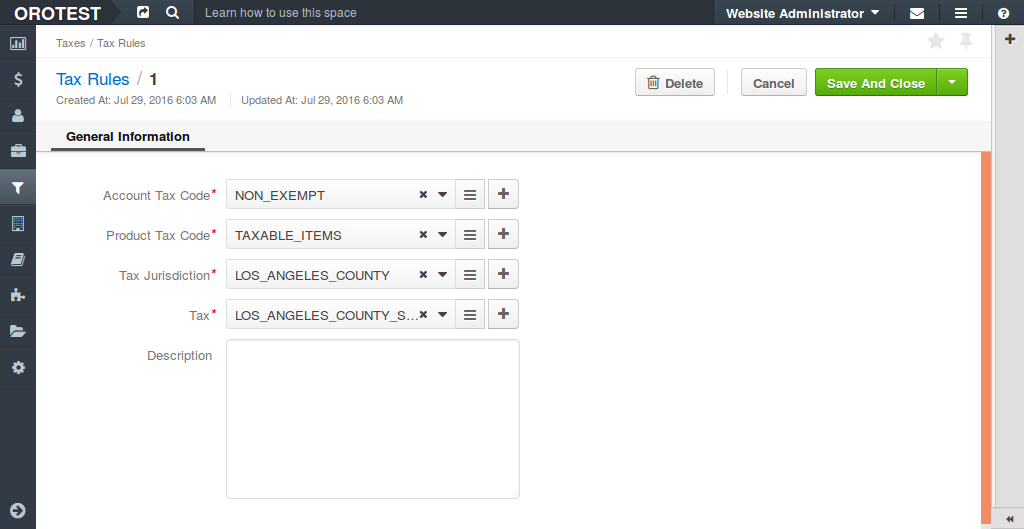 OROTEST Learn how to use this space Website Administrator
Taxes / Tax Rules
Tax Rules / 1 Delete Cancel Save And Close
Created At: Jul 29, 2016 6:03 AM Updated At: Jul 29, 2016 6:03 AM
General Information
Account Tax Code* NON_EXEMPT
Product Tax Code* TAXABLE_ITEMS
Tax Jurisdiction* LOS_ANGELES_COUNTY
Tax* LOS_ANGELES_COUNTY_S...
Description